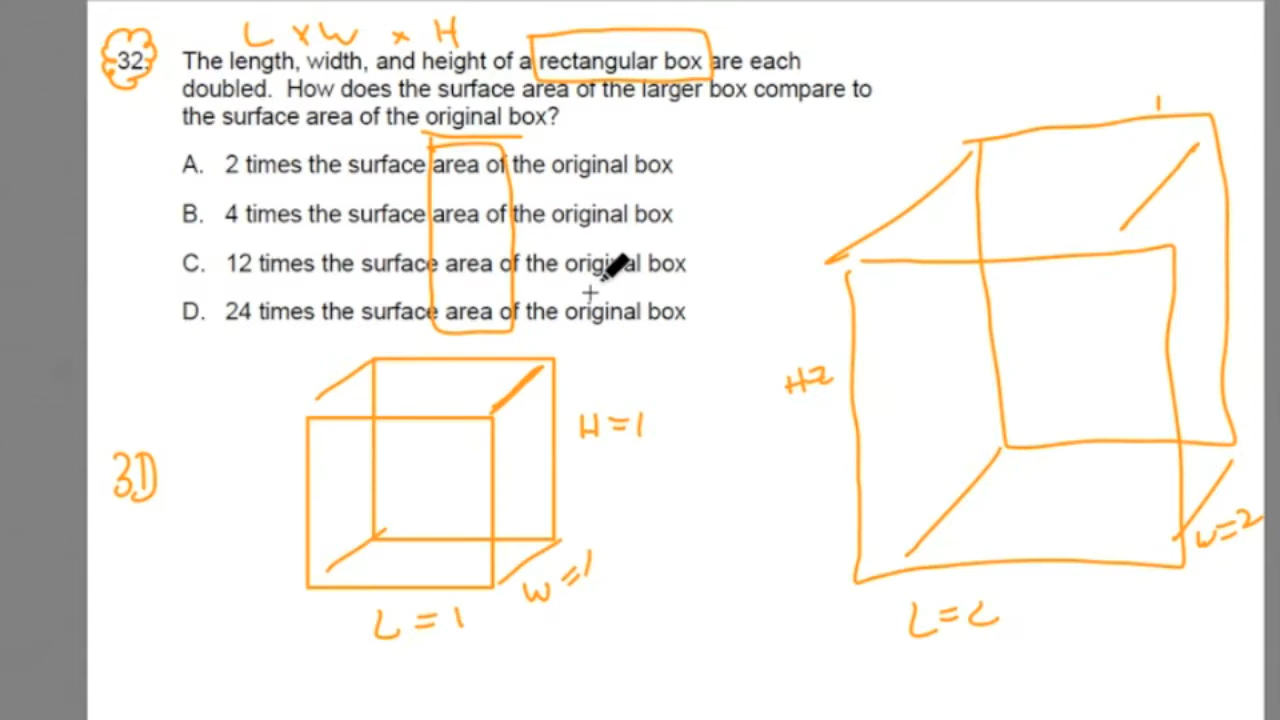 L x W x H
32. The length, width, and height of a rectangular box are each
doubled. How does the surface area of the larger box compare to
the surface area of the original box?
A. 2 times the surface area of the original box
B. 4 times the surface area of the original box
C. 12 times the surface area of the original box
D. 24 times the surface area of the original box
H=2
H=1
3D
W=2
W=1
L=1
L=2